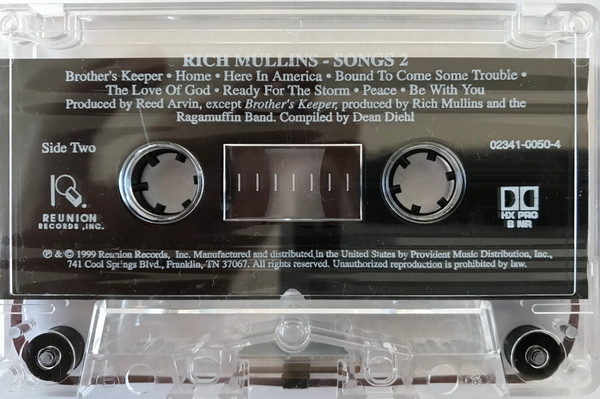 RICH MULLINS - SONGS 2
Brother's Keeper • Home • Here In America • Bound To Come Some Trouble •
The Love Of God • Ready For The Storm • Peace • Be With You
Produced by Reed Arvin, except Brother's Keeper, produced by Rich Mullins and the
Ragamuffin Band. Compiled by Dean Diehl
Side Two
02341-0050-4
REUNION
RECORDS, INC.
HX PRO
B NR
℗ & © 1999 Reunion Records, Inc. Manufactured and distributed in the United States by Provident Music Distribution, Inc.,
741 Cool Springs Blvd., Franklin, TN 37067. All rights reserved. Unauthorized reproduction is prohibited by law.